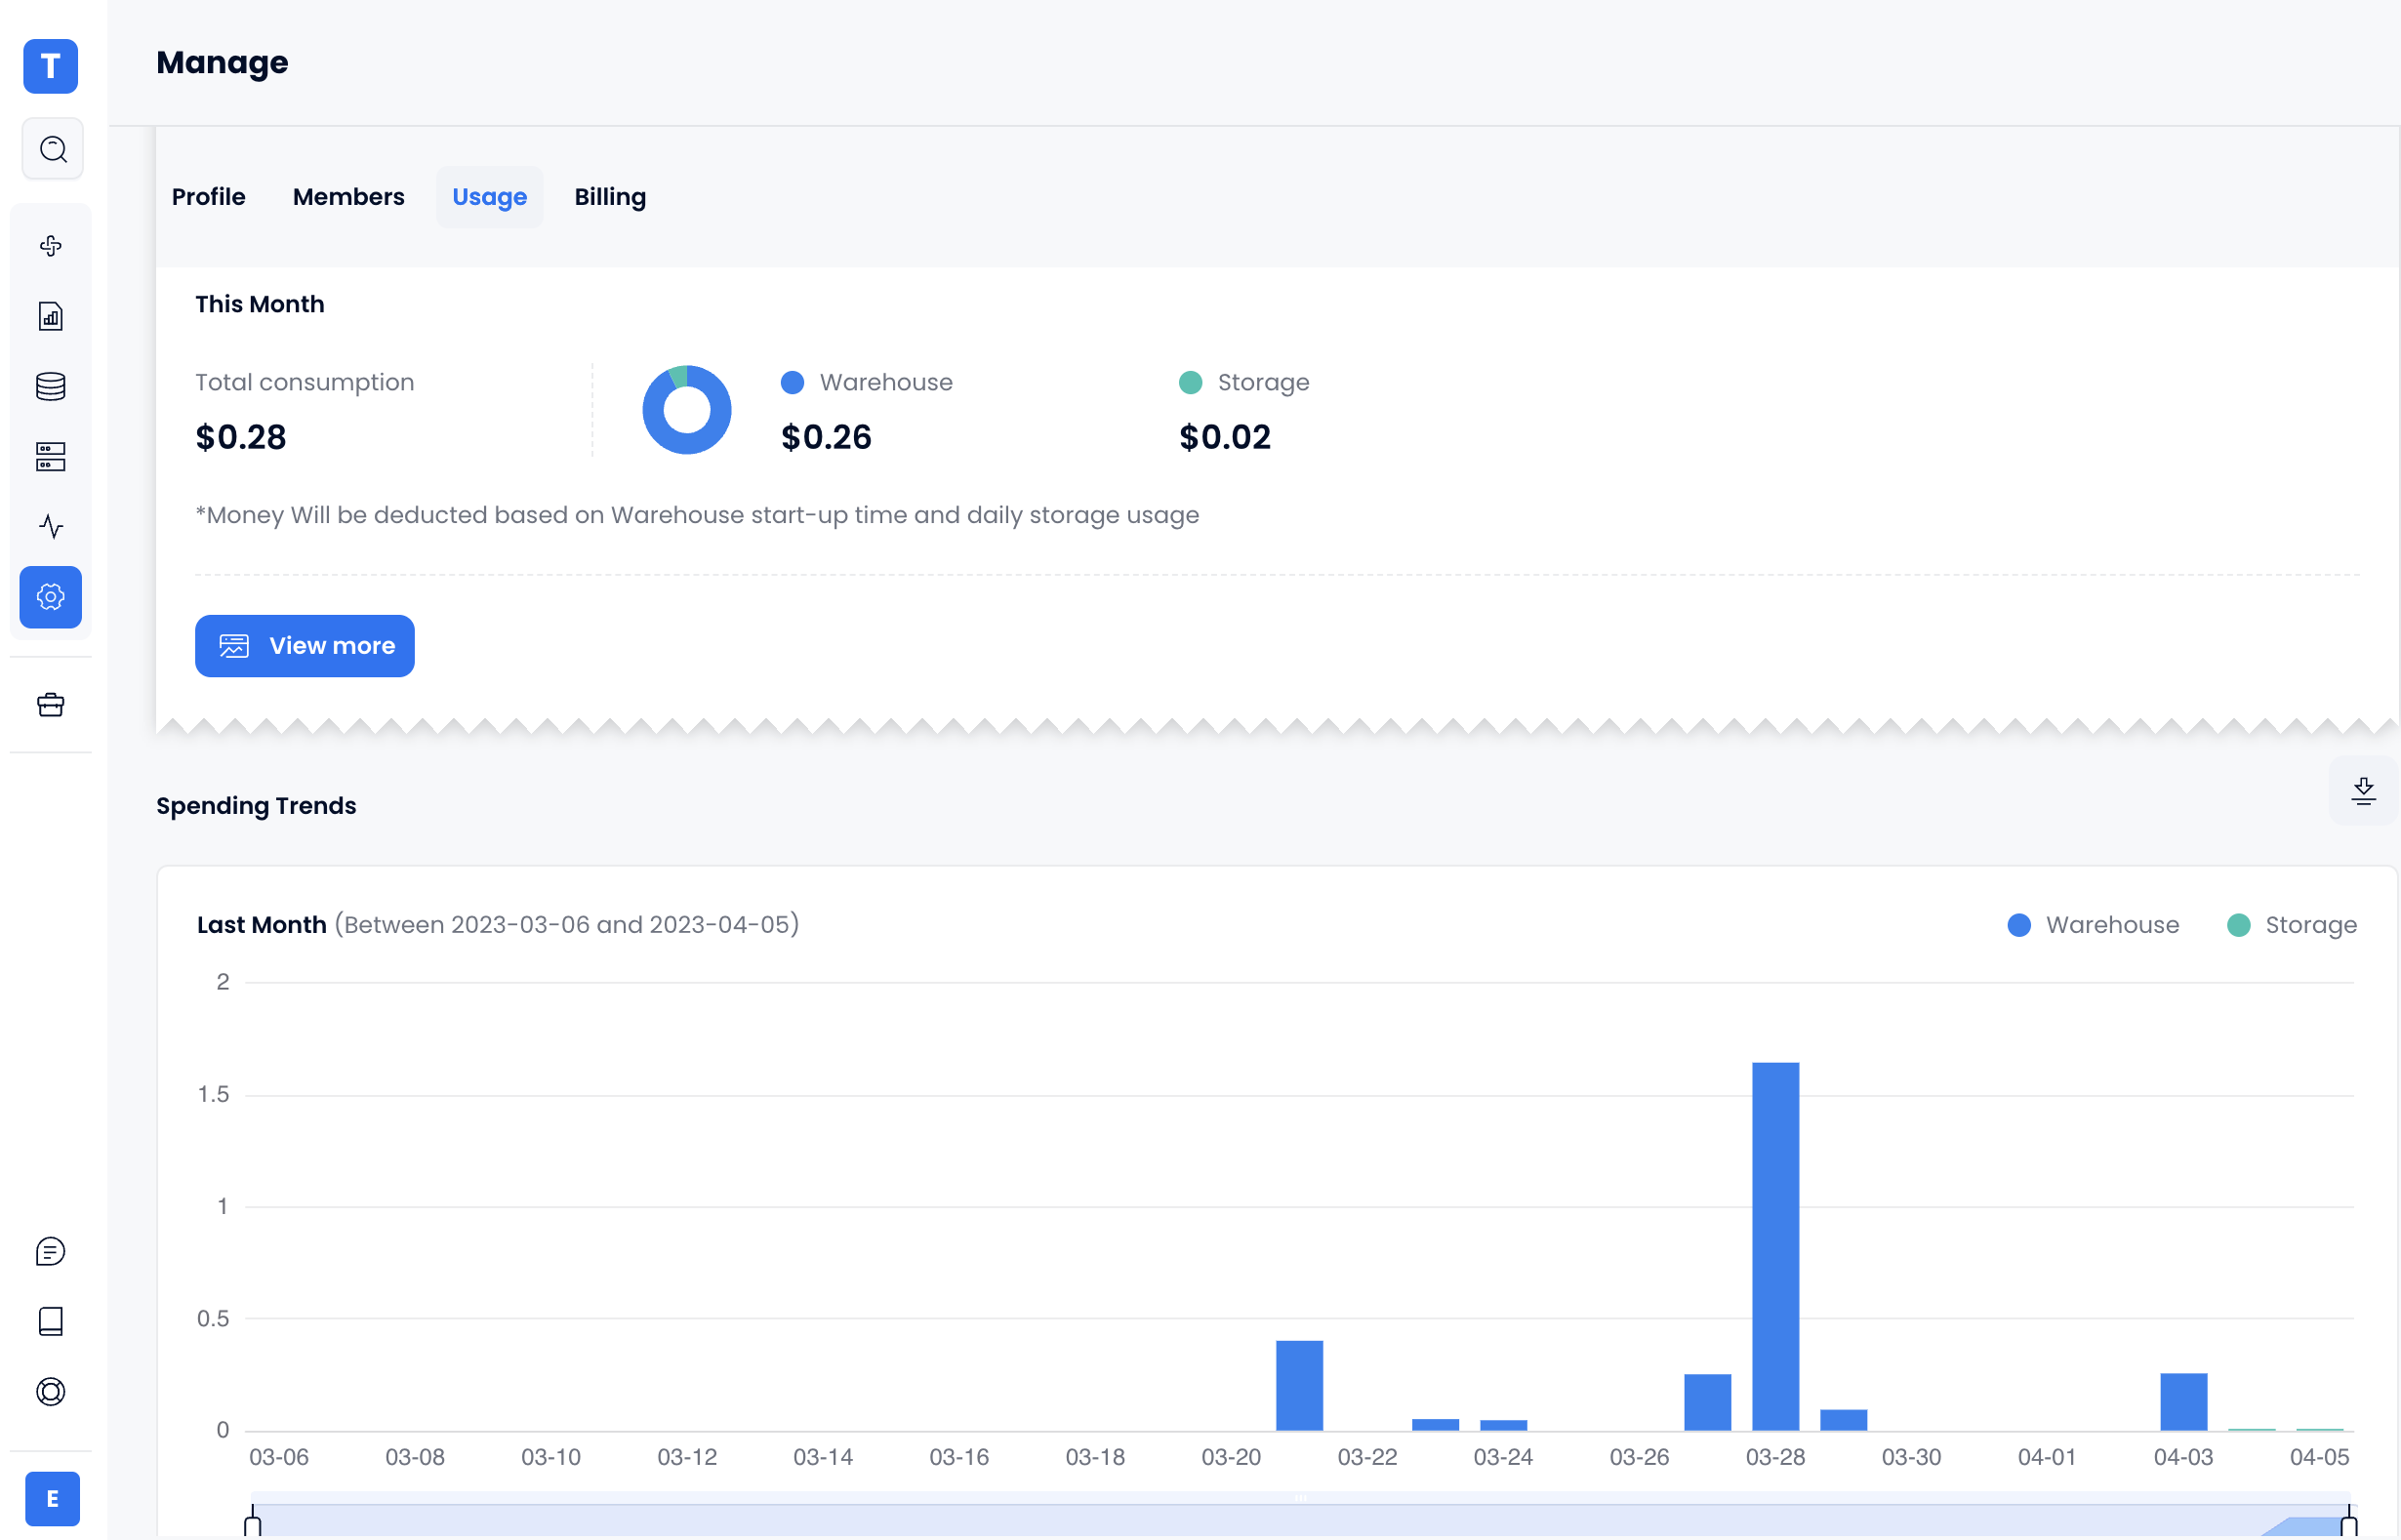 T
Manage
Profile Members Usage Billing
This Month
Total consumption Warehouse Storage
$0.28 $0.26 $0.02
*Money Will be deducted based on Warehouse start-up time and daily storage usage
View more
Spending Trends
Last Month (Between 2023-03-06 and 2023-04-05) Warehouse Storage
2
1.5
1
0.5
0
03-06 03-08 03-10 03-12 03-14 03-16 03-18 03-20 03-22 03-24 03-26 03-28 03-30 04-01 04-03 04-05
E